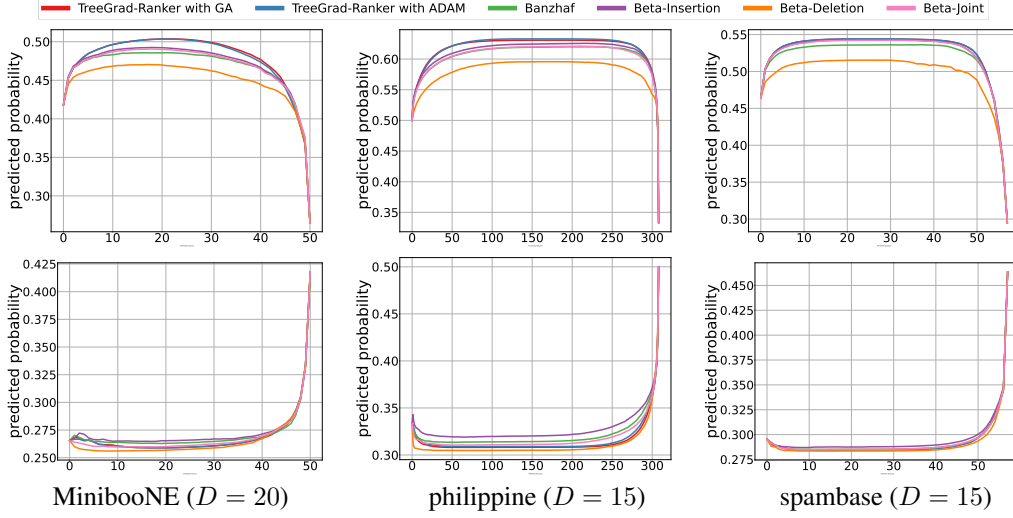 TreeGrad-Ranker with GA TreeGrad-Ranker with ADAM Banzhaf Beta-Insertion Beta-Deletion Beta-Joint
predicted probability
0.50
0.45
0.40
0.35
0.30
0 10 20 30 40 50
predicted probability
0.60
0.55
0.50
0.45
0.40
0.35
0 50 100 150 200 250 300
predicted probability
0.55
0.50
0.45
0.40
0.35
0.30
0 10 20 30 40 50
predicted probability
0.425
0.400
0.375
0.350
0.325
0.300
0.275
0.250
0 10 20 30 40 50
predicted probability
0.50
0.45
0.40
0.35
0.30
0 50 100 150 200 250 300
predicted probability
0.450
0.425
0.400
0.375
0.350
0.325
0.300
0.275
0 10 20 30 40 50
MinibooNE (D = 20) philippine (D = 15) spambase (D = 15)